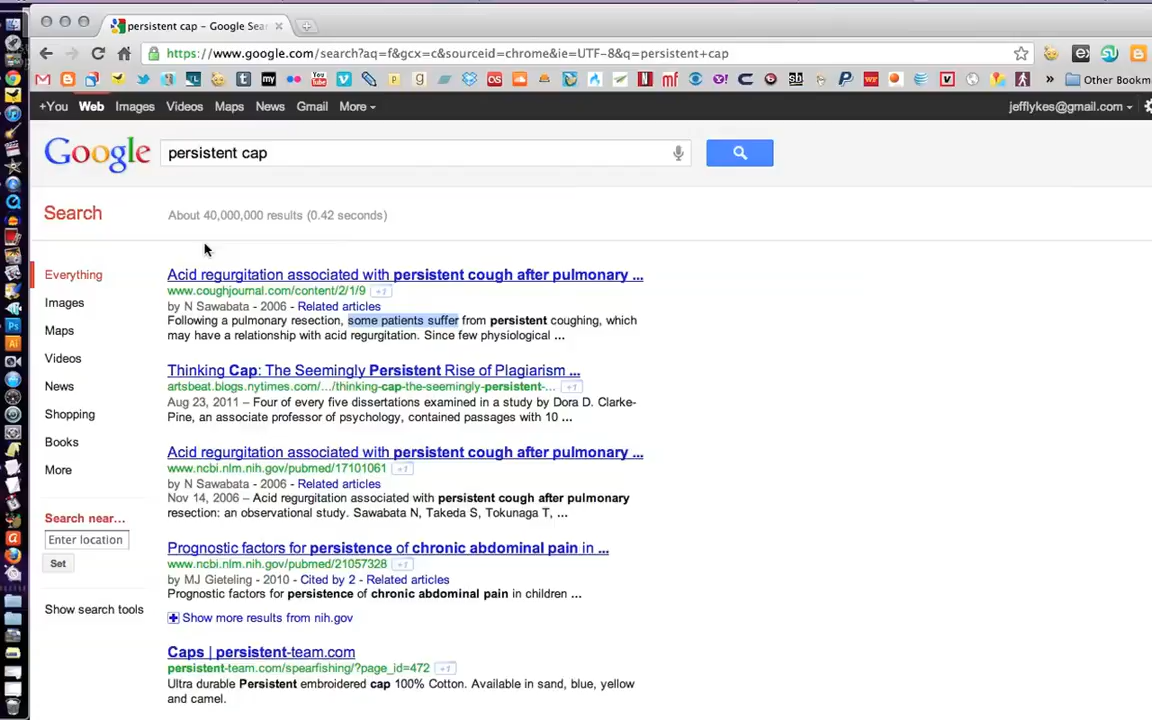 persistent cap - Google Sear
https://www.google.com/search?aq=f&gcx=c&sourceid=chrome&ie=UTF-8&q=persistent+cap
Other Bookm
+You Web Images Videos Maps News Gmail More jefflykes@gmail.com
Google persistent cap
Search About 40,000,000 results (0.42 seconds)
Everything
Images
Maps
Videos
News
Shopping
Books
More
Search near...
Enter location
Set
Show search tools
Acid regurgitation associated with persistent cough after pulmonary ...
www.coughjournal.com/content/2/1/9 +1
by N Sawabata - 2006 - Related articles
Following a pulmonary resection, some patients suffer from persistent coughing, which
may have a relationship with acid regurgitation. Since few physiological ...
Thinking Cap: The Seemingly Persistent Rise of Plagiarism ...
artsbeat.blogs.nytimes.com/.../thinking-cap-the-seemingly-persistent-... +1
Aug 23, 2011 – Four of every five dissertations examined in a study by Dora D. Clarke-
Pine, an associate professor of psychology, contained passages with 10 ...
Acid regurgitation associated with persistent cough after pulmonary ...
www.ncbi.nlm.nih.gov/pubmed/17101061 +1
by N Sawabata - 2006 - Related articles
Nov 14, 2006 – Acid regurgitation associated with persistent cough after pulmonary
resection: an observational study. Sawabata N, Takeda S, Tokunaga T, ...
Prognostic factors for persistence of chronic abdominal pain in ...
www.ncbi.nlm.nih.gov/pubmed/21057328 +1
by MJ Gieteling - 2010 - Cited by 2 - Related articles
Prognostic factors for persistence of chronic abdominal pain in children ...
Show more results from nih.gov
Caps | persistent-team.com
persistent-team.com/spearfishing/?page_id=472 +1
Ultra durable Persistent embroidered cap 100% Cotton. Available in sand, blue, yellow
and camel.